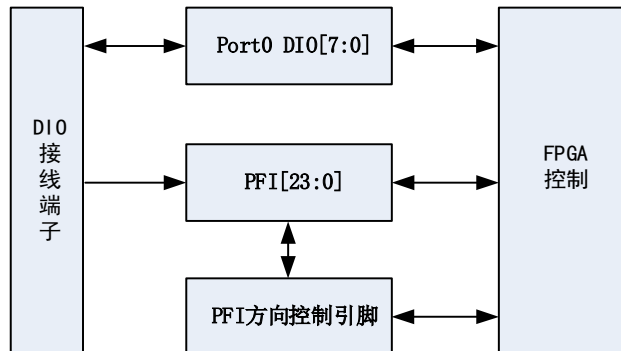 Port0 DIO[7:0]
DIO
接
线
端
子
PFI[23:0]
FPGA
控制
PFI方向控制引脚